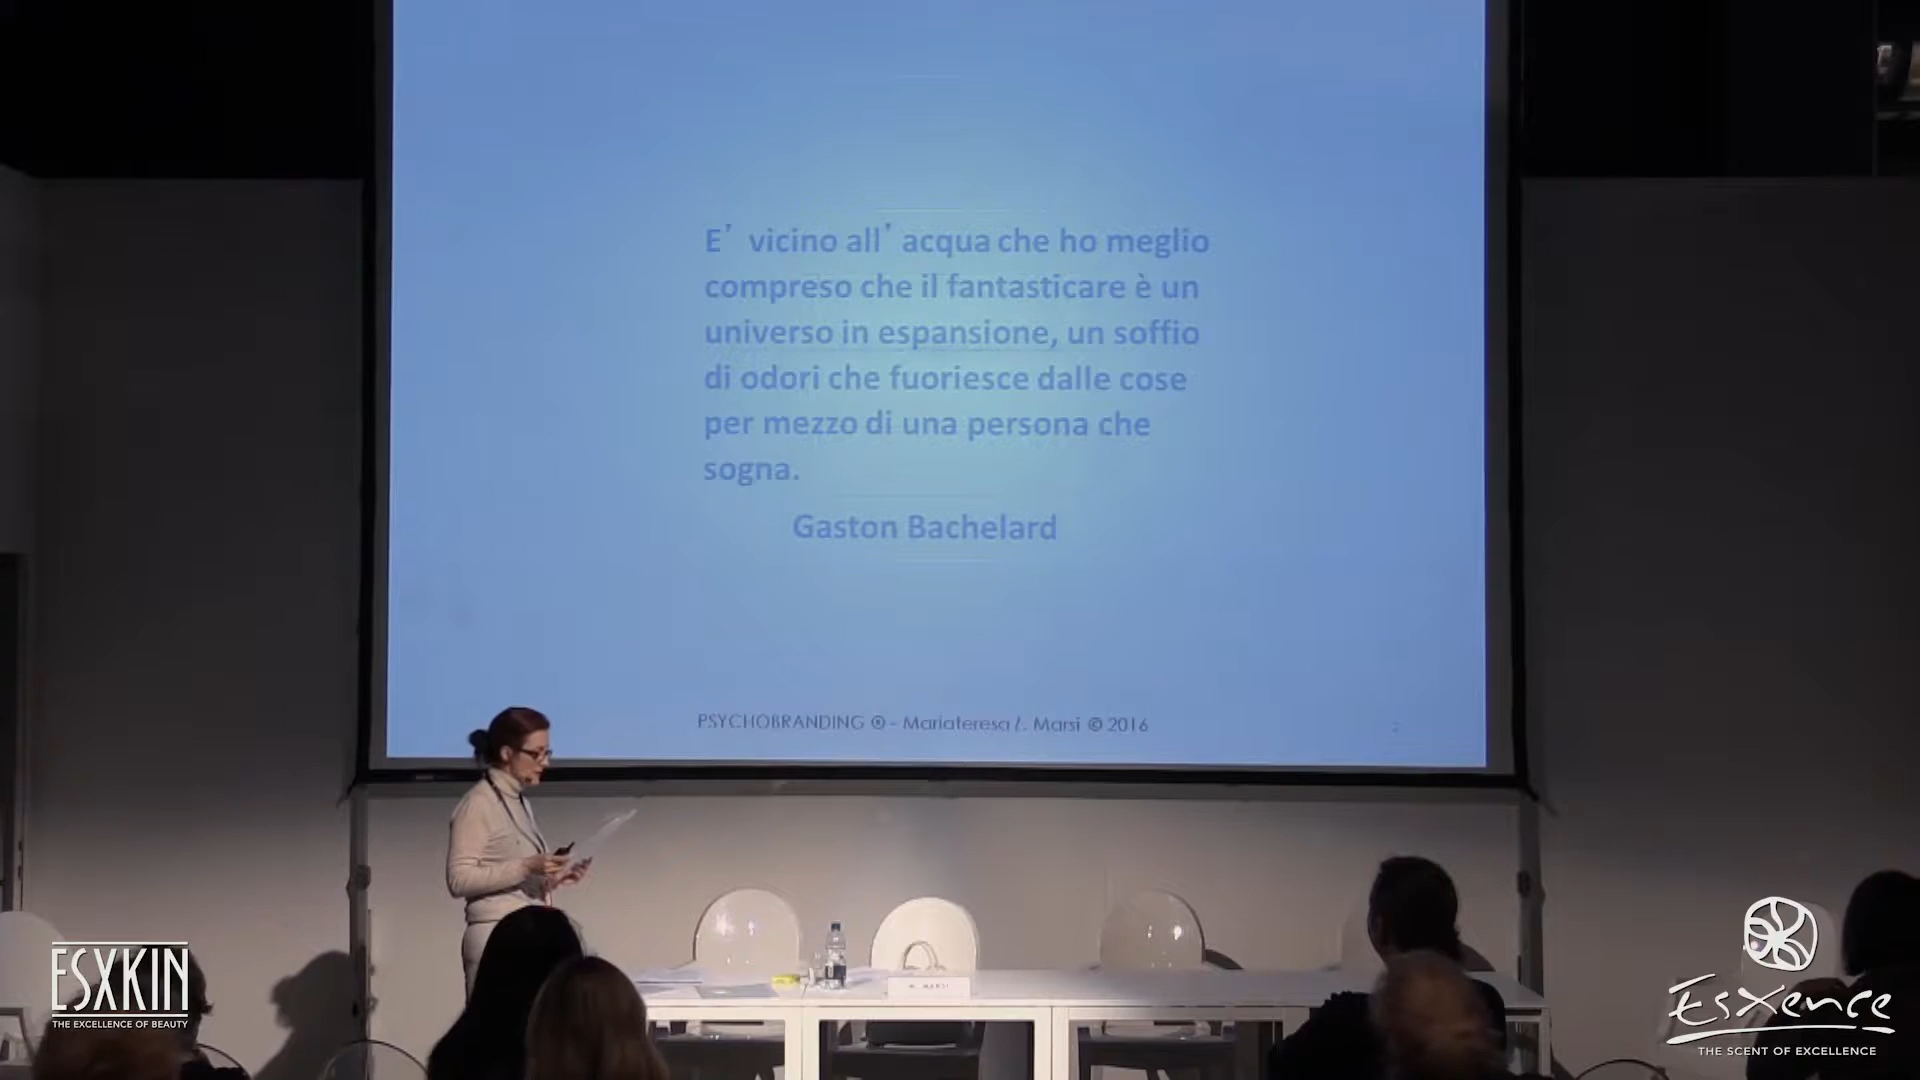 E’ vicino all’acqua che ho meglio
compreso che il fantasticare è un
universo in espansione, un soffio
di odori che fuoriesce dalle cose
per mezzo di una persona che
sogna.
Gaston Bachelard
PSYCHOBRANDING ® - Mariateresa L. Marsi © 2016
2
M. MARSI
ESXKIN
THE EXCELLENCE OF BEAUTY
Esxence
THE SCENT OF EXCELLENCE